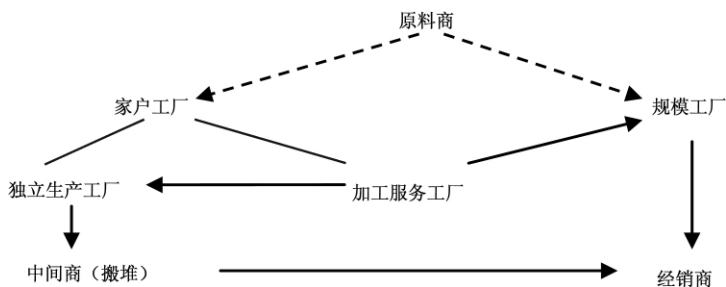 原料商
家户工厂
规模工厂
独立生产工厂
加工服务工厂
中间商（搬堆）
经销商